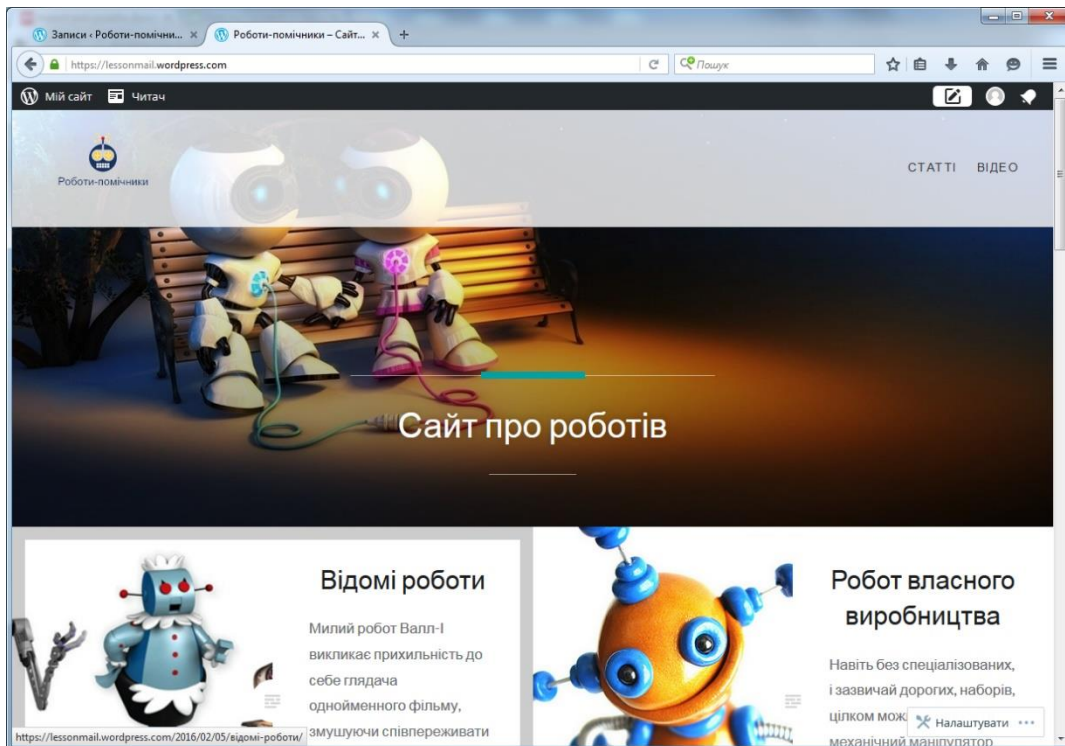 Записи ‹ Роботи-помічни...
Роботи-помічники – Сайт...
https://lessonmail.wordpress.com
Пошук
Мій сайт
Читач
Роботи-помічники
СТАТТІ ВІДЕО
Сайт про роботів
Відомі роботи
Милий робот Валл-І
викликає прихильність до
себе глядача
однойменного фільму,
змушуючи співпереживати
Робот власного
виробництва
Навіть без спеціалізованих,
і зазвичай дорогих, наборів,
цілком
механічний маніпулятор
Налаштувати
https://lessonmail.wordpress.com/2016/02/05/відомі-роботи/